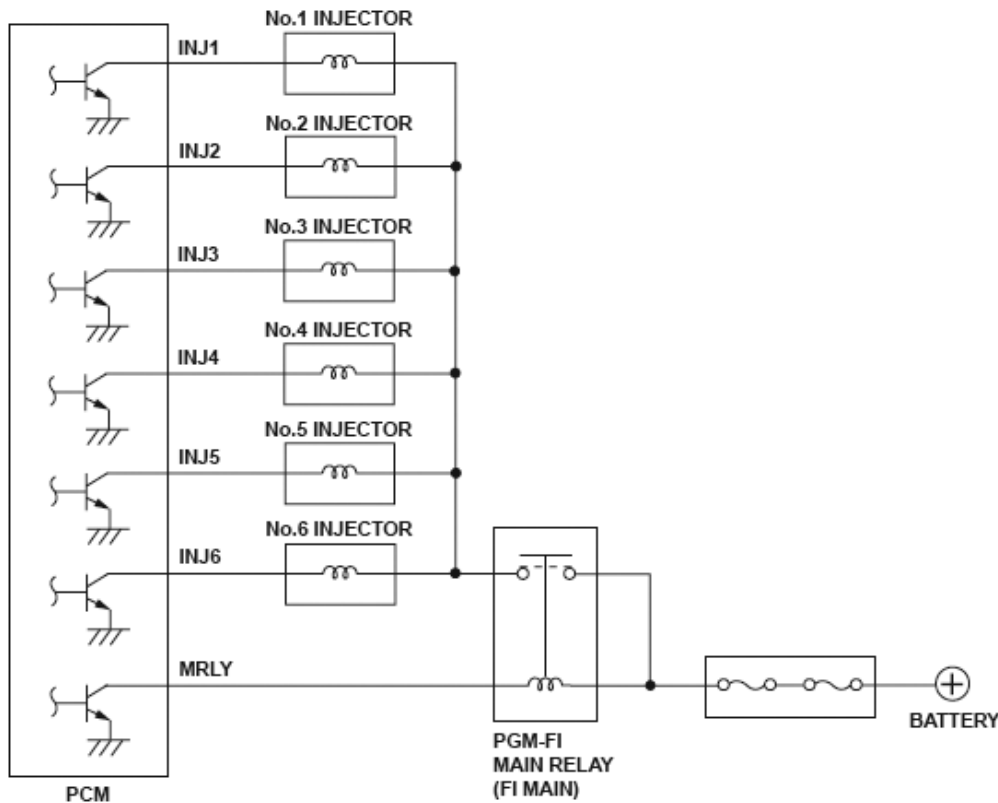 No.1 INJECTOR
INJ1
No.2 INJECTOR
INJ2
No.3 INJECTOR
INJ3
No.4 INJECTOR
INJ4
No.5 INJECTOR
INJ5
No.6 INJECTOR
INJ6
MRLY
BATTERY
PGM-FI
MAIN RELAY
(FI MAIN)
PCM